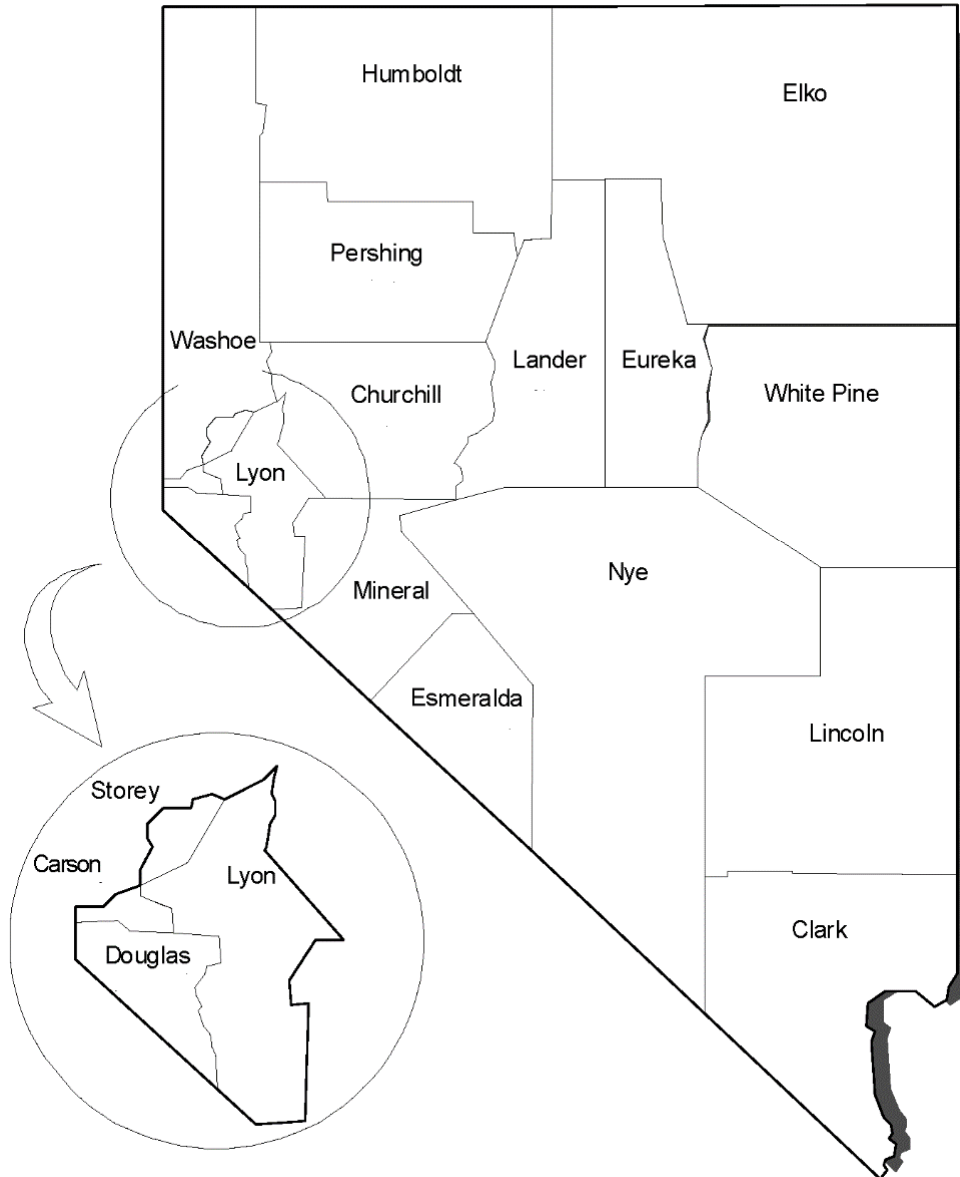 Humboldt
Elko
Pershing
Washoe
Lander
Eureka
Churchill
White Pine
Lyon
Nye
Mineral
Esmeralda
Lincoln
Storey
Carson
Lyon
Clark
Douglas